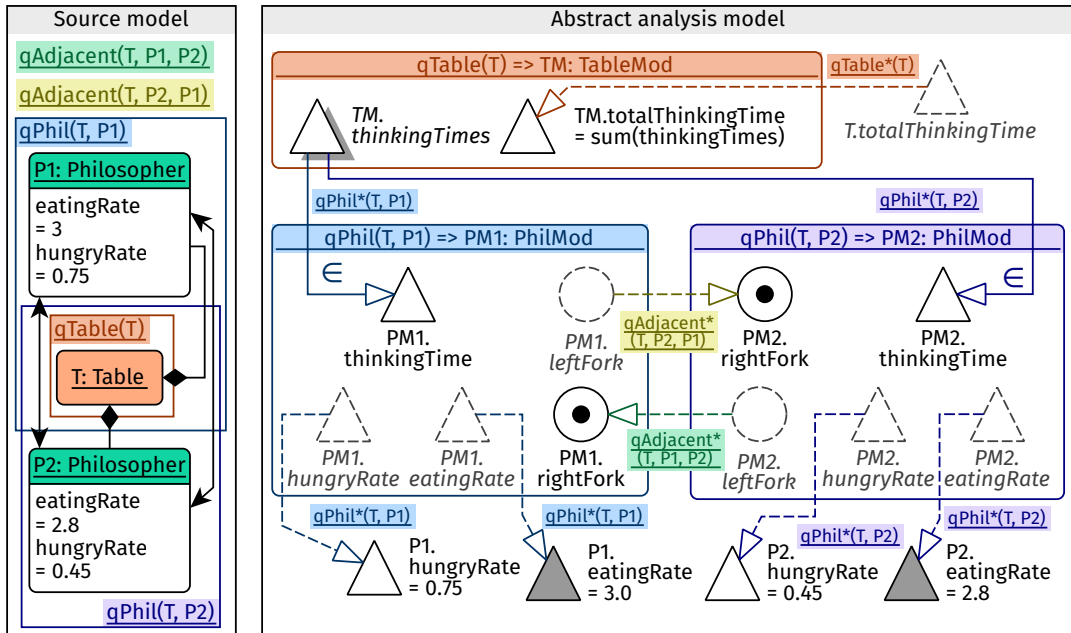 Source model
qAdjacent(T, P1, P2)
qAdjacent(T, P2, P1)
qPhil(T, P1)
P1: Philosopher
eatingRate
= 3
hungryRate
= 0.75
qTable(T)
T: Table
P2: Philosopher
eatingRate
= 2.8
hungryRate
= 0.45
qPhil(T, P2)
Abstract analysis model
qTable(T) => TM: TableMod
TM.
thinkingTimes
TM.totalThinkingTime
= sum(thinkingTimes)
qTable*(T)
T.totalThinkingTime
qPhil*(T, P1)
qPhil*(T, P2)
qPhil(T, P1) => PM1: PhilMod
∈
PM1.
thinkingTime
PM1.
leftFork
PM1.
hungryRate
PM1.
eatingRate
PM1.
rightFork
qAdjacent*
(T, P2, P1)
qAdjacent*
(T, P1, P2)
qPhil(T, P2) => PM2: PhilMod
∈
PM2.
rightFork
PM2.
thinkingTime
PM2.
leftFork
PM2.
hungryRate
PM2.
eatingRate
qPhil*(T, P1)
qPhil*(T, P1)
qPhil*(T, P2)
qPhil*(T, P2)
P1.
hungryRate
= 0.75
P1.
eatingRate
= 3.0
P2.
hungryRate
= 0.45
P2.
eatingRate
= 2.8